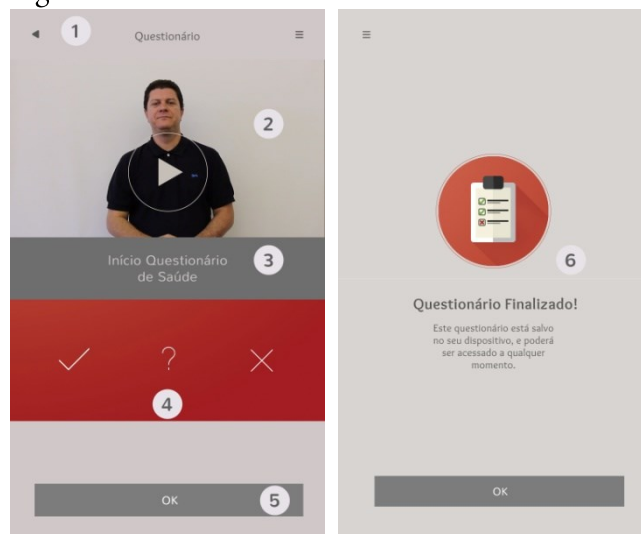 1
Questionário
2
Início Questionário
de Saúde
3
?
4
OK
5
6
Questionário Finalizado!
Este questionário está salvo
no seu dispositivo, e poderá
ser acessado a qualquer
momento.
OK